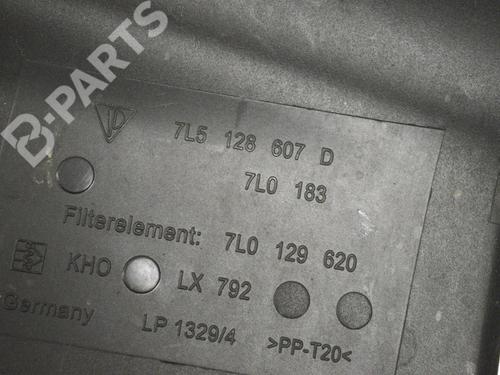 B-PARTS
7L5 128 607 D
7L0 183
Filterelement: 7L0 129 620
KHO LX 792
Germany LP 1329/4 >PP-T20<